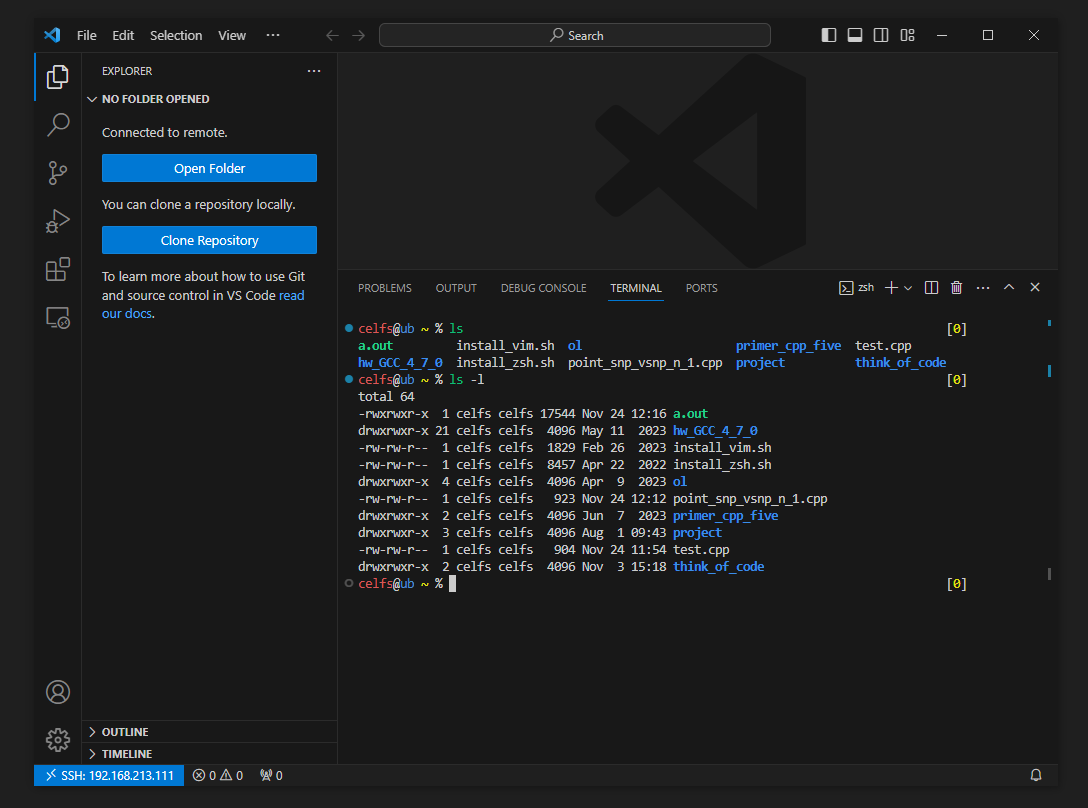 File Edit Selection View ··· Search
EXPLORER ···
NO FOLDER OPENED
Connected to remote.
Open Folder
You can clone a repository locally.
Clone Repository
To learn more about how to use Git
and source control in VS Code read
our docs.
OUTLINE
TIMELINE
PROBLEMS OUTPUT DEBUG CONSOLE TERMINAL PORTS zsh ···
celfs@ub ~ % ls [0]
a.out install_vim.sh ol primer_cpp_five test.cpp
hw_GCC_4_7_0 install_zsh.sh point_snp_vsnp_n_1.cpp project think_of_code
celfs@ub ~ % ls -l [0]
total 64
-rwxrwxr-x 1 celfs celfs 17544 Nov 24 12:16 a.out
drwxrwxr-x 21 celfs celfs 4096 May 11 2023 hw_GCC_4_7_0
-rw-rw-r-- 1 celfs celfs 1829 Feb 26 2023 install_vim.sh
-rw-rw-r-- 1 celfs celfs 8457 Apr 22 2022 install_zsh.sh
drwxrwxr-x 4 celfs celfs 4096 Apr 9 2023 ol
-rw-rw-r-- 1 celfs celfs 923 Nov 24 12:12 point_snp_vsnp_n_1.cpp
drwxrwxr-x 2 celfs celfs 4096 Jun 7 2023 primer_cpp_five
drwxrwxr-x 3 celfs celfs 4096 Aug 1 09:43 project
-rw-rw-r-- 1 celfs celfs 904 Nov 24 11:54 test.cpp
drwxrwxr-x 2 celfs celfs 4096 Nov 3 15:18 think_of_code
celfs@ub ~ % [0]
SSH: 192.168.213.111 0 0 0